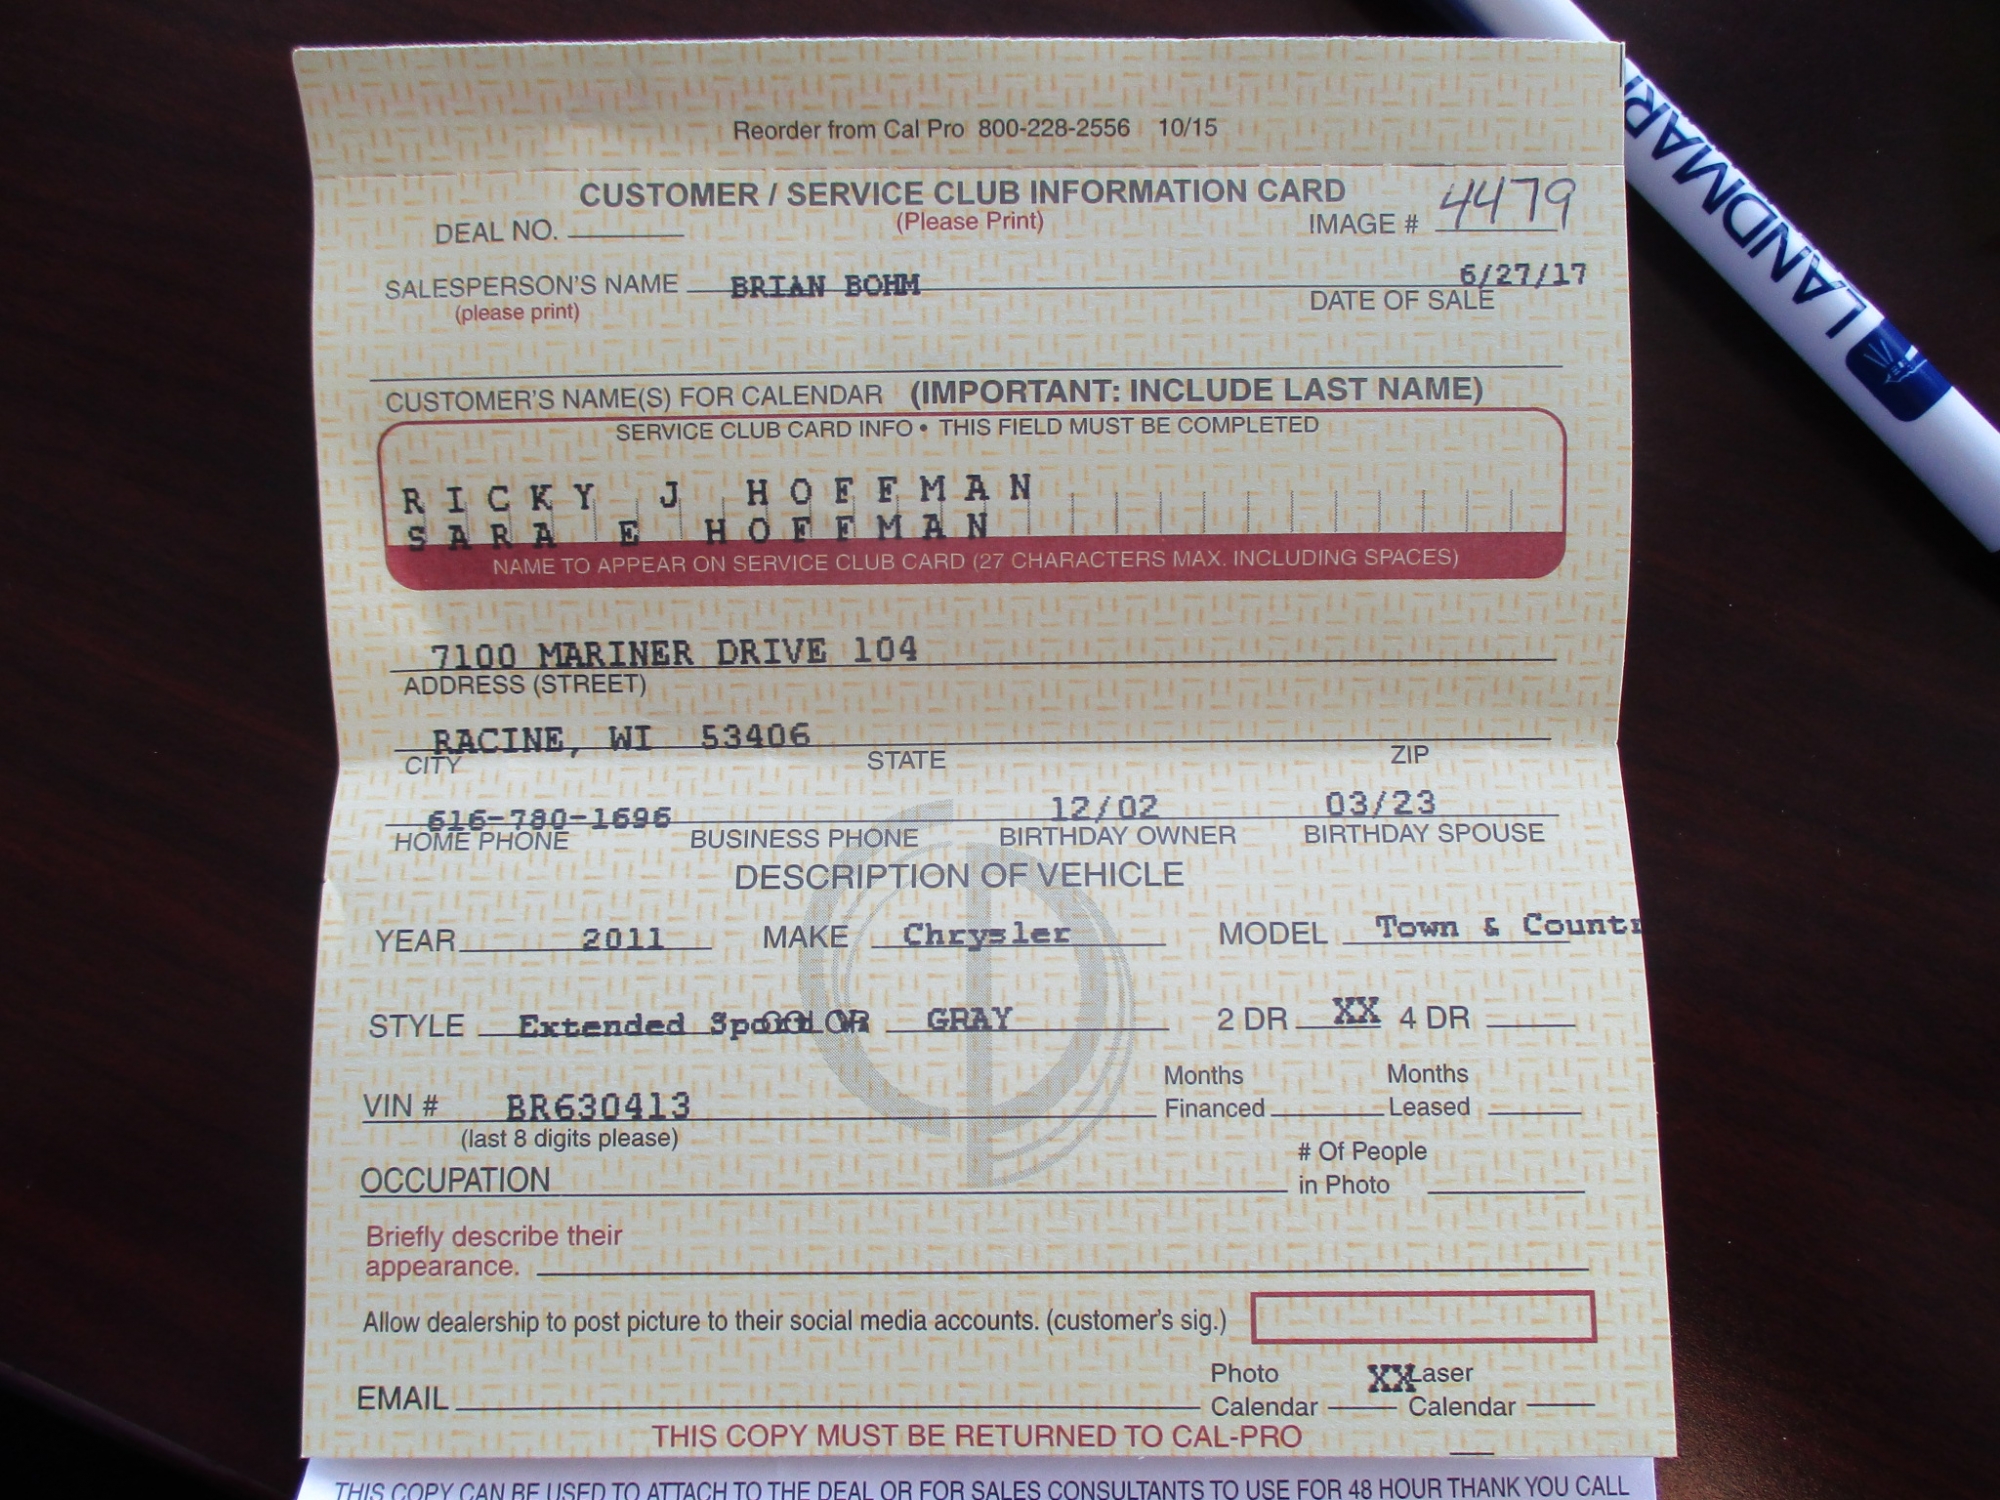 Reorder from Cal Pro 800-228-2556 10/15
CUSTOMER / SERVICE CLUB INFORMATION CARD
DEAL NO. (Please Print) IMAGE # 4479
SALESPERSON'S NAME BRIAN BOHM 6/27/17
(please print) DATE OF SALE
CUSTOMER'S NAME(S) FOR CALENDAR (IMPORTANT: INCLUDE LAST NAME)
SERVICE CLUB CARD INFO • THIS FIELD MUST BE COMPLETED
RICKY J HOFFMAN
SARA E HOFFMAN
NAME TO APPEAR ON SERVICE CLUB CARD (27 CHARACTERS MAX. INCLUDING SPACES)
7100 MARINER DRIVE 104
ADDRESS (STREET)
RACINE, WI 53406
CITY STATE ZIP
616-780-1696 12/02 03/23
HOME PHONE BUSINESS PHONE BIRTHDAY OWNER BIRTHDAY SPOUSE
DESCRIPTION OF VEHICLE
YEAR 2011 MAKE Chrysler MODEL Town & Countr
STYLE Extended COLOR GRAY 2 DR XX 4 DR
VIN # BR630413 Months Financed Months Leased
(last 8 digits please)
OCCUPATION # Of People in Photo
Briefly describe their
appearance.
Allow dealership to post picture to their social media accounts. (customer's sig.)
EMAIL Photo Calendar XX Laser Calendar
THIS COPY MUST BE RETURNED TO CAL-PRO
THIS COPY CAN BE USED TO ATTACH TO THE DEAL OR FOR SALES CONSULTANTS TO USE FOR 48 HOUR THANK YOU CALL
LANDMAR